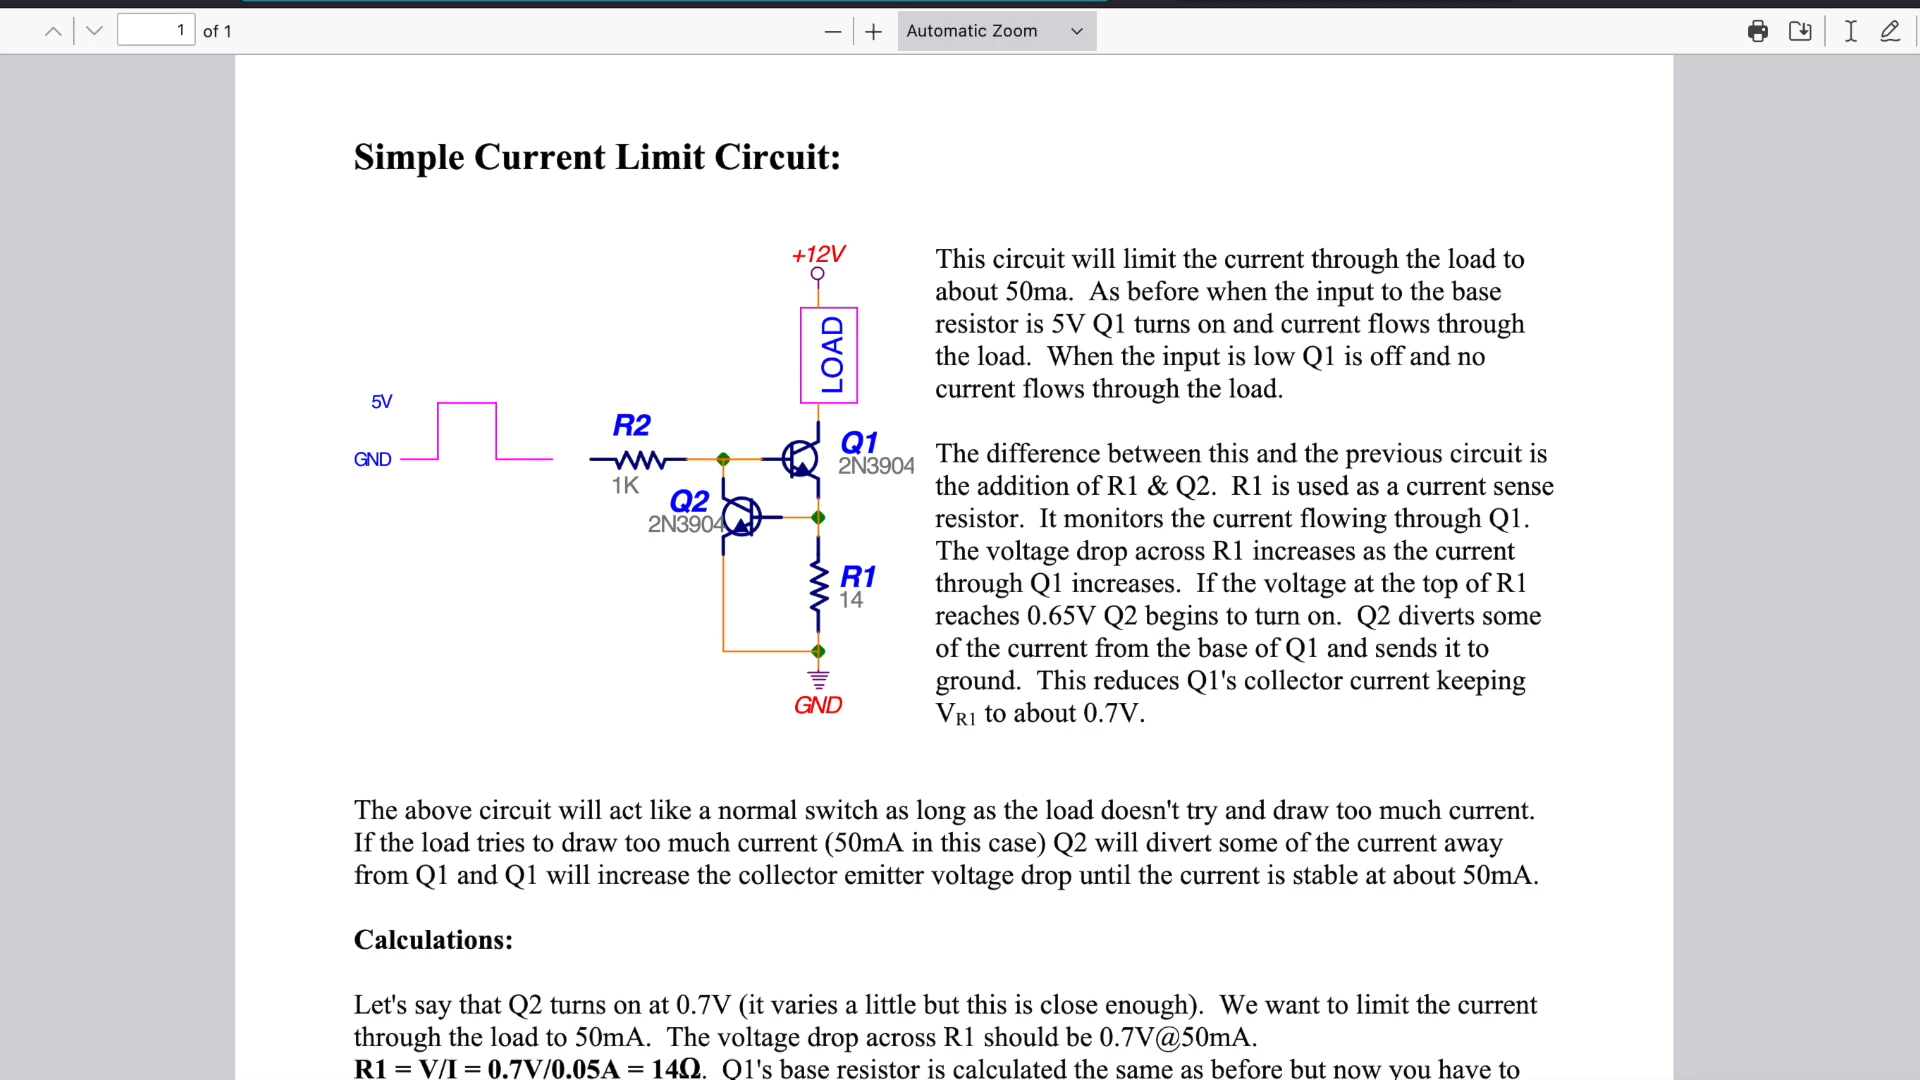 1 of 1
Automatic Zoom
Simple Current Limit Circuit:
+12V
LOAD
5V
GND
R2
1K
Q1
2N3904
Q2
2N3904
R1
14
GND
This circuit will limit the current through the load to
about 50ma.  As before when the input to the base
resistor is 5V Q1 turns on and current flows through
the load.  When the input is low Q1 is off and no
current flows through the load.
The difference between this and the previous circuit is
the addition of R1 & Q2.  R1 is used as a current sense
resistor.  It monitors the current flowing through Q1.
The voltage drop across R1 increases as the current
through Q1 increases.  If the voltage at the top of R1
reaches 0.65V Q2 begins to turn on.  Q2 diverts some
of the current from the base of Q1 and sends it to
ground.  This reduces Q1's collector current keeping
VR1 to about 0.7V.
The above circuit will act like a normal switch as long as the load doesn't try and draw too much current.
If the load tries to draw too much current (50mA in this case) Q2 will divert some of the current away
from Q1 and Q1 will increase the collector emitter voltage drop until the current is stable at about 50mA.
Calculations:
Let's say that Q2 turns on at 0.7V (it varies a little but this is close enough).  We want to limit the current
through the load to 50mA.  The voltage drop across R1 should be 0.7V@50mA.
R1 = V/I = 0.7V/0.05A = 14Ω.  Q1's base resistor is calculated the same as before but now you have to